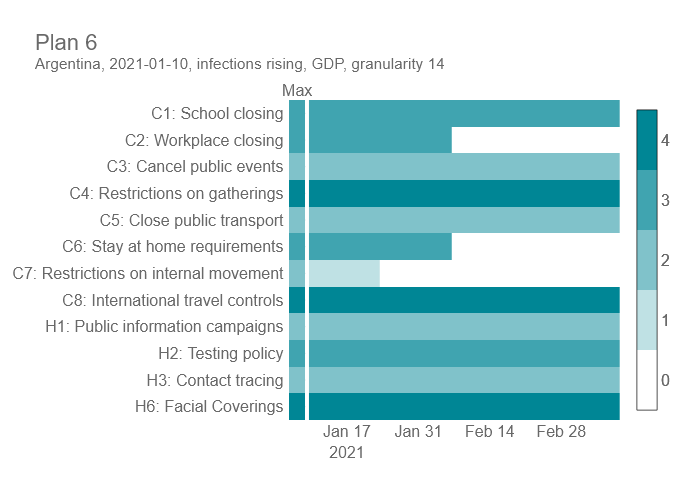 Plan 6
Argentina, 2021-01-10, infections rising, GDP, granularity 14
Max
C1: School closing
C2: Workplace closing
C3: Cancel public events
C4: Restrictions on gatherings
C5: Close public transport
C6: Stay at home requirements
C7: Restrictions on internal movement
C8: International travel controls
H1: Public information campaigns
H2: Testing policy
H3: Contact tracing
H6: Facial Coverings
Jan 17 Jan 31 Feb 14 Feb 28
2021
4
3
2
1
0